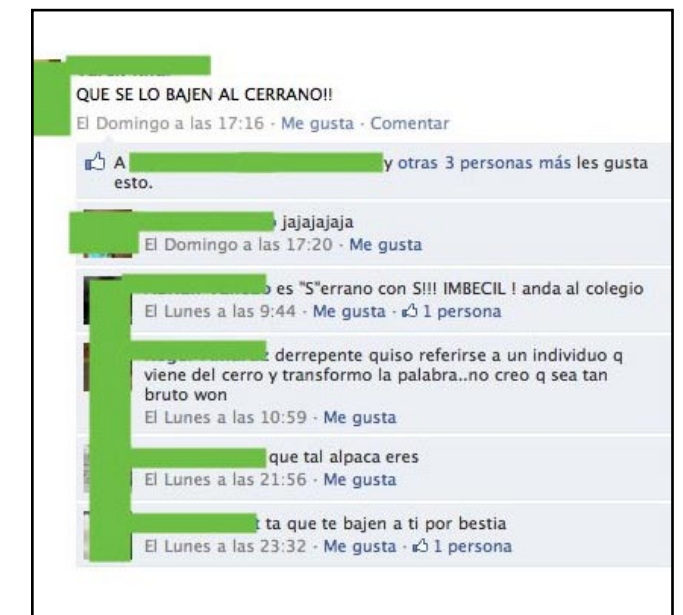 QUE SE LO BAJEN AL CERRANO!!
El Domingo a las 17:16 · Me gusta · Comentar
A y otras 3 personas más les gusta
esto.
jajajajaja
El Domingo a las 17:20 · Me gusta
es "S"errano con S!!! IMBECIL ! anda al colegio
El Lunes a las 9:44 · Me gusta · 1 persona
derrepente quiso referirse a un individuo q
viene del cerro y transformo la palabra..no creo q sea tan
bruto won
El Lunes a las 10:59 · Me gusta
que tal alpaca eres
El Lunes a las 21:56 · Me gusta
ta que te bajen a ti por bestia
El Lunes a las 23:32 · Me gusta · 1 persona